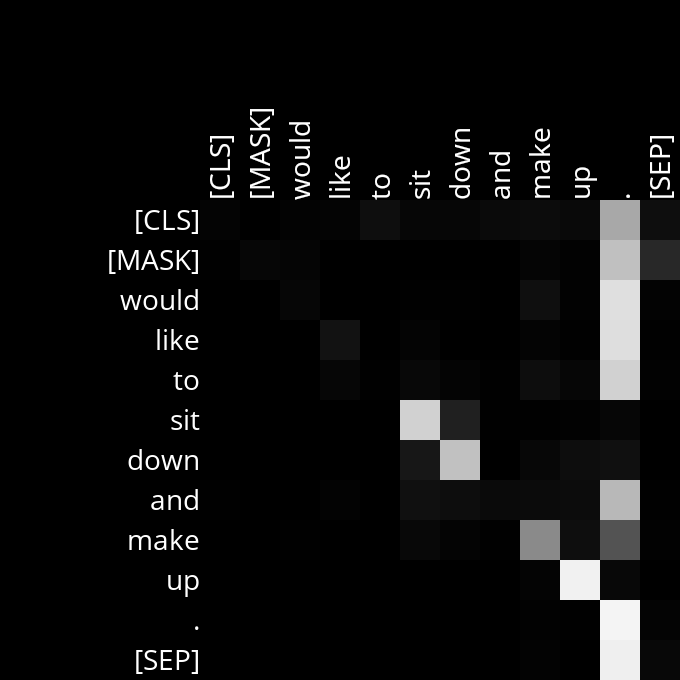 [CLS]
[MASK]
would
like
to
sit
down
and
make
up
.
[SEP]
[CLS]
[MASK]
would
like
to
sit
down
and
make
up
.
[SEP]